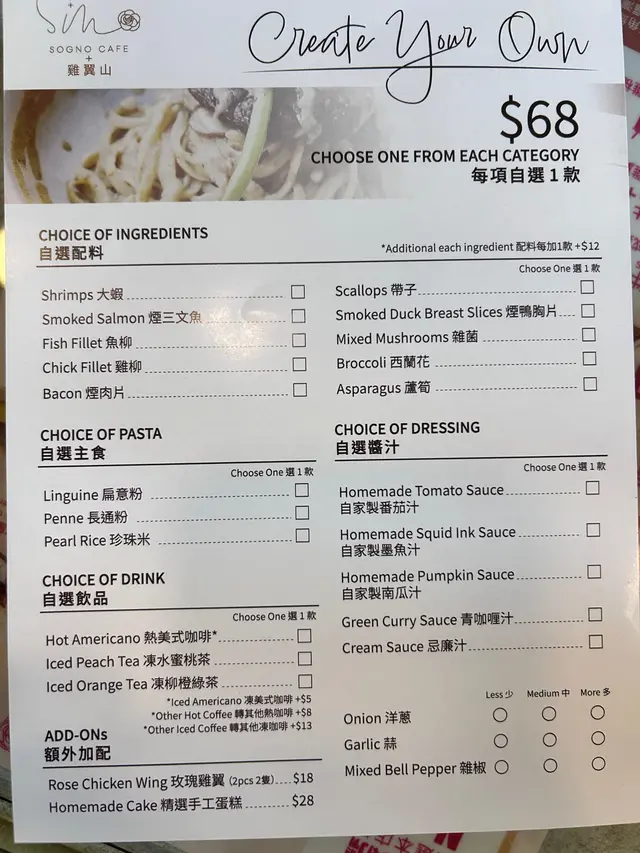 Create Your Own
SOGNO CAFE
+
雞翼山
$68
CHOOSE ONE FROM EACH CATEGORY
每項自選1款
CHOICE OF INGREDIENTS
自選配料
*Additional each ingredient 配料每加1款 +$12
Choose One 選1款
Shrimps 大蝦
Smoked Salmon 煙三文魚
Fish Fillet 魚柳
Chick Fillet 雞柳
Bacon 煙肉片
Scallops 帶子
Smoked Duck Breast Slices 煙鴨胸片
Mixed Mushrooms 雜菌
Broccoli 西蘭花
Asparagus 蘆筍
CHOICE OF PASTA
自選主食
Choose One 選1款
Linguine 扁意粉
Penne 長通粉
Pearl Rice 珍珠米
CHOICE OF DRESSING
自選醬汁
Choose One 選1款
Homemade Tomato Sauce
自家製番茄汁
Homemade Squid Ink Sauce
自家製墨魚汁
Homemade Pumpkin Sauce
自家製南瓜汁
Green Curry Sauce 青咖喱汁
Cream Sauce 忌廉汁
CHOICE OF DRINK
自選飲品
Choose One 選1款
Hot Americano 熱美式咖啡*
Iced Peach Tea 凍水蜜桃茶
Iced Orange Tea 凍柳橙綠茶
*Iced Americano 凍美式咖啡 +$5
*Other Hot Coffee 轉其他熱咖啡 +$8
*Other Iced Coffee 轉其他凍咖啡 +$13
ADD-ONs
額外加配
Rose Chicken Wing 玫瑰雞翼 (2pcs 2隻) $18
Homemade Cake 精選手工蛋糕 $28
Less 少 Medium 中 More 多
Onion 洋蔥
Garlic 蒜
Mixed Bell Pepper 雜椒